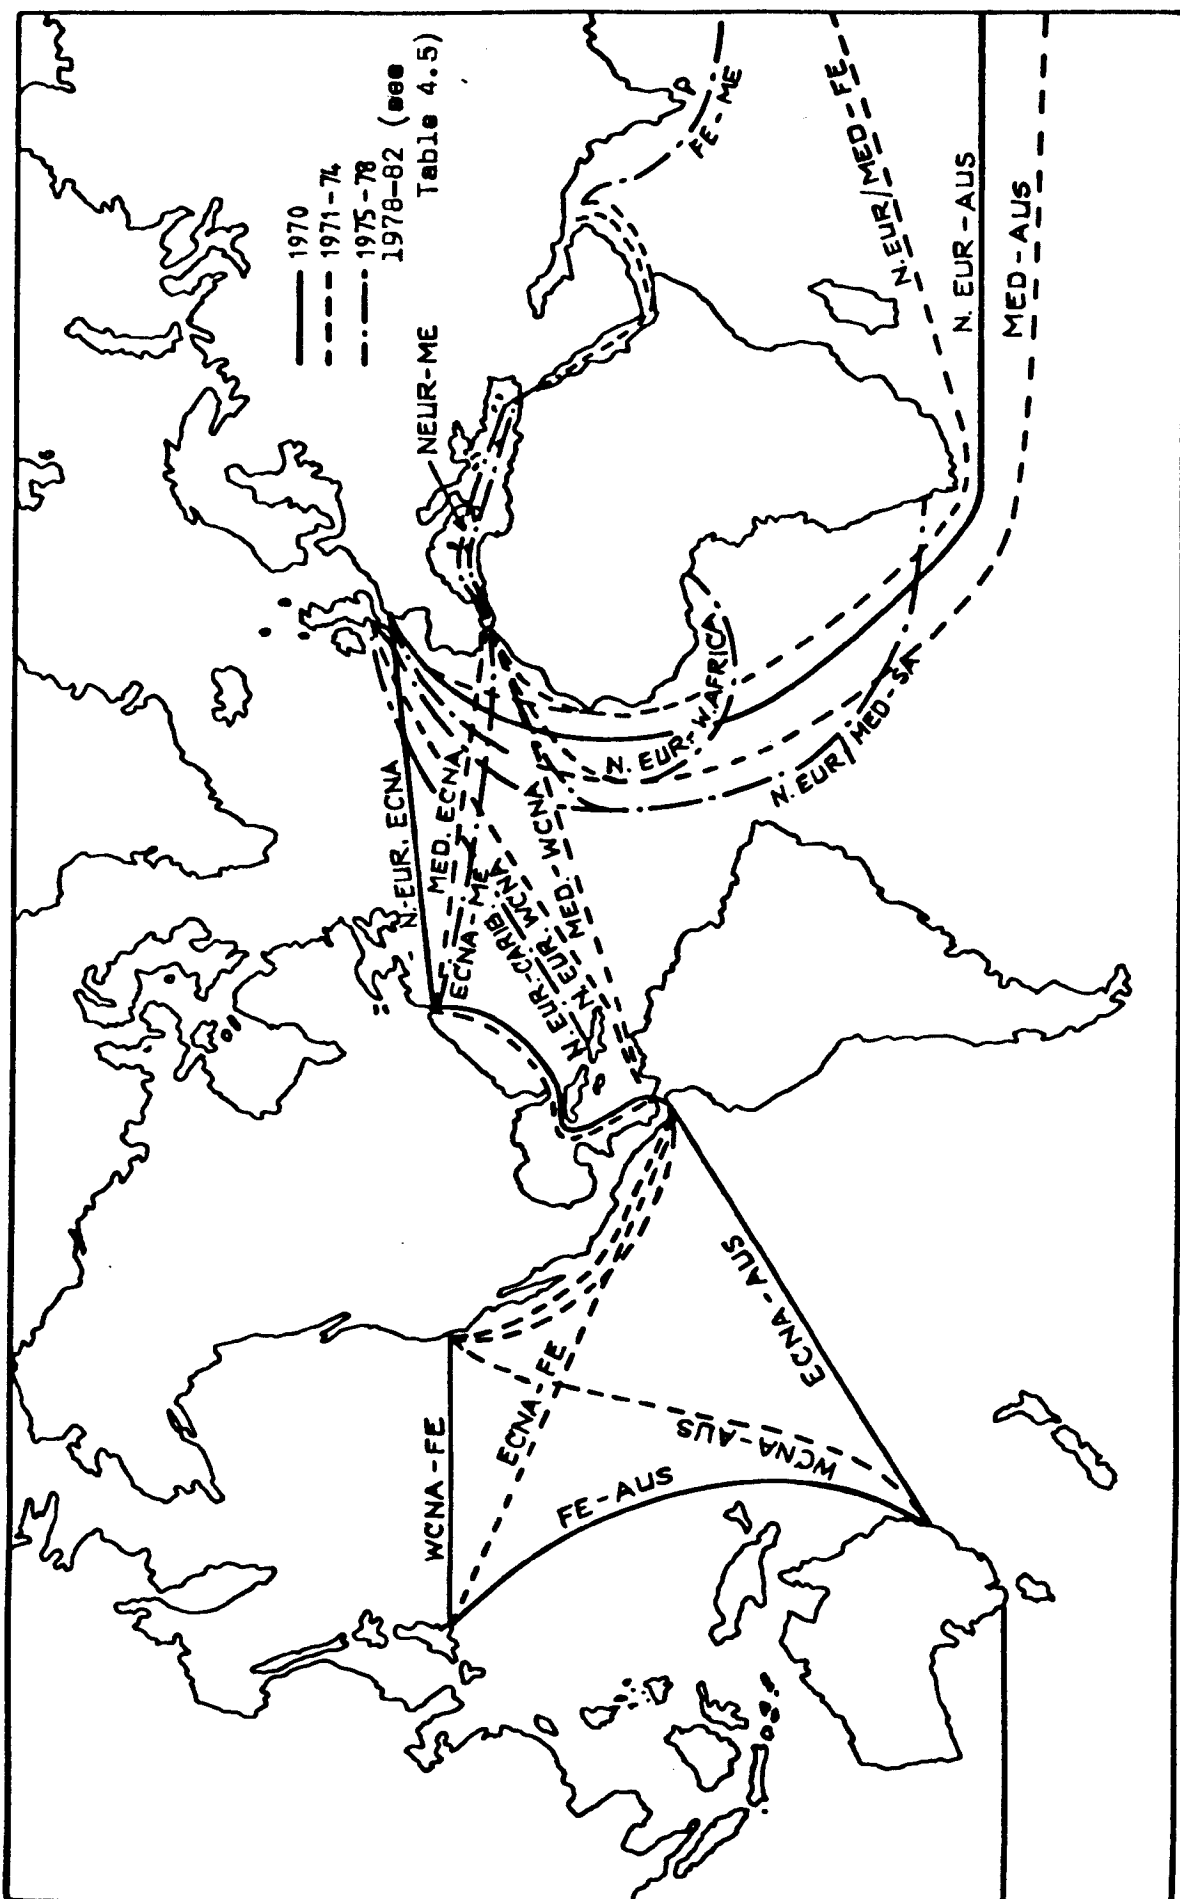 1970
1971-74
1975-78
1978-82 (see
Table 4.5)
NEUR-ME
FE-ME
N.EUR/MED-FE
N. EUR-AUS
MED-AUS
N.-EUR. ECNA
MED. ECNA
ECNA-ME
N. EUR-CARIB.
N. EUR. WCNA
MED.-WCNA
N. EUR-W.AFRICA
N. EUR/MED-SA
WCNA-FE
ECNA-FE
FE-AUS
WCNA-AUS
ECNA-AUS